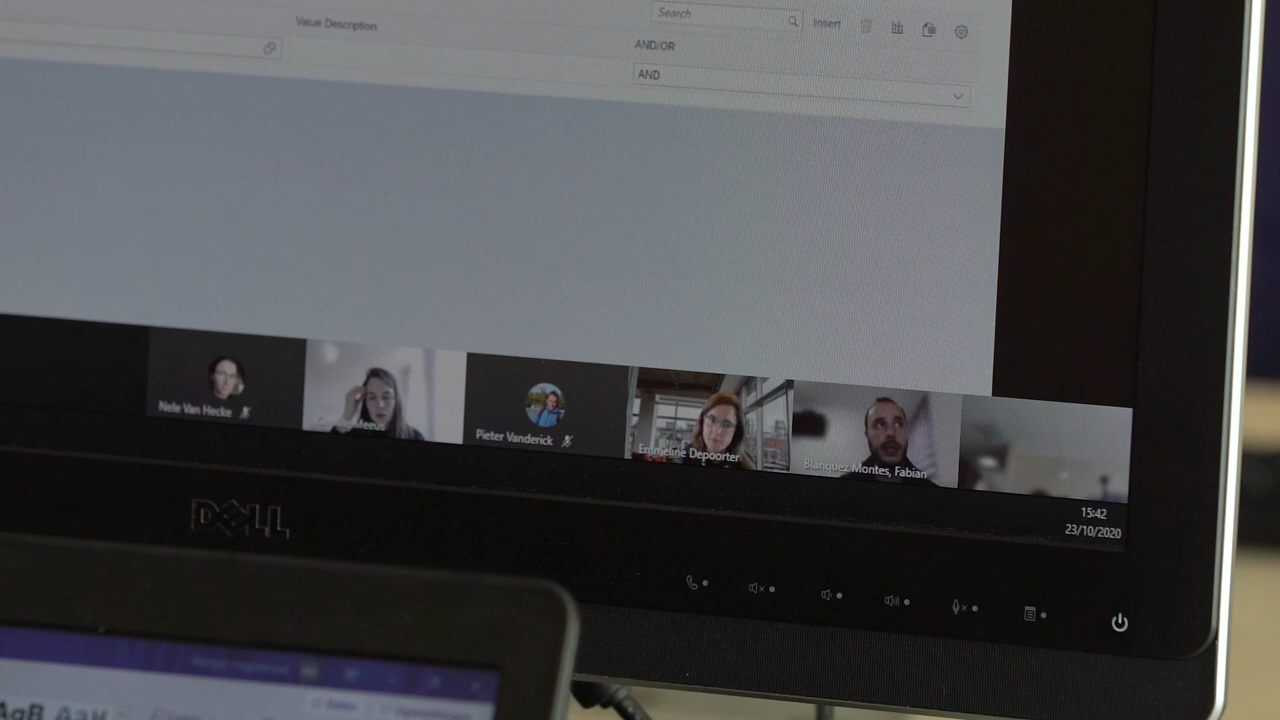 Search
Insert
Value Description
AND/OR
AND
Nele Van Hecke
Meeus
Pieter Vanderick
Emmeline Depoorter
Blanquez Montes, Fabian
15:42
23/10/2020
DELL